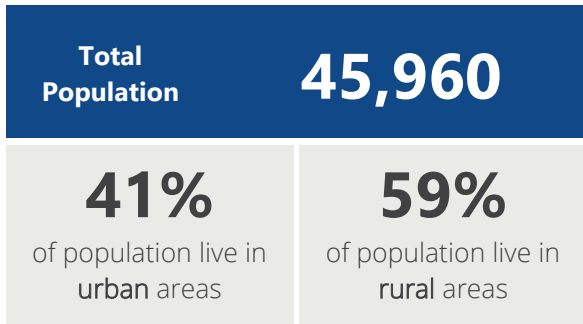 Total
Population
45,960
41%
of population live in
urban areas
59%
of population live in
rural areas